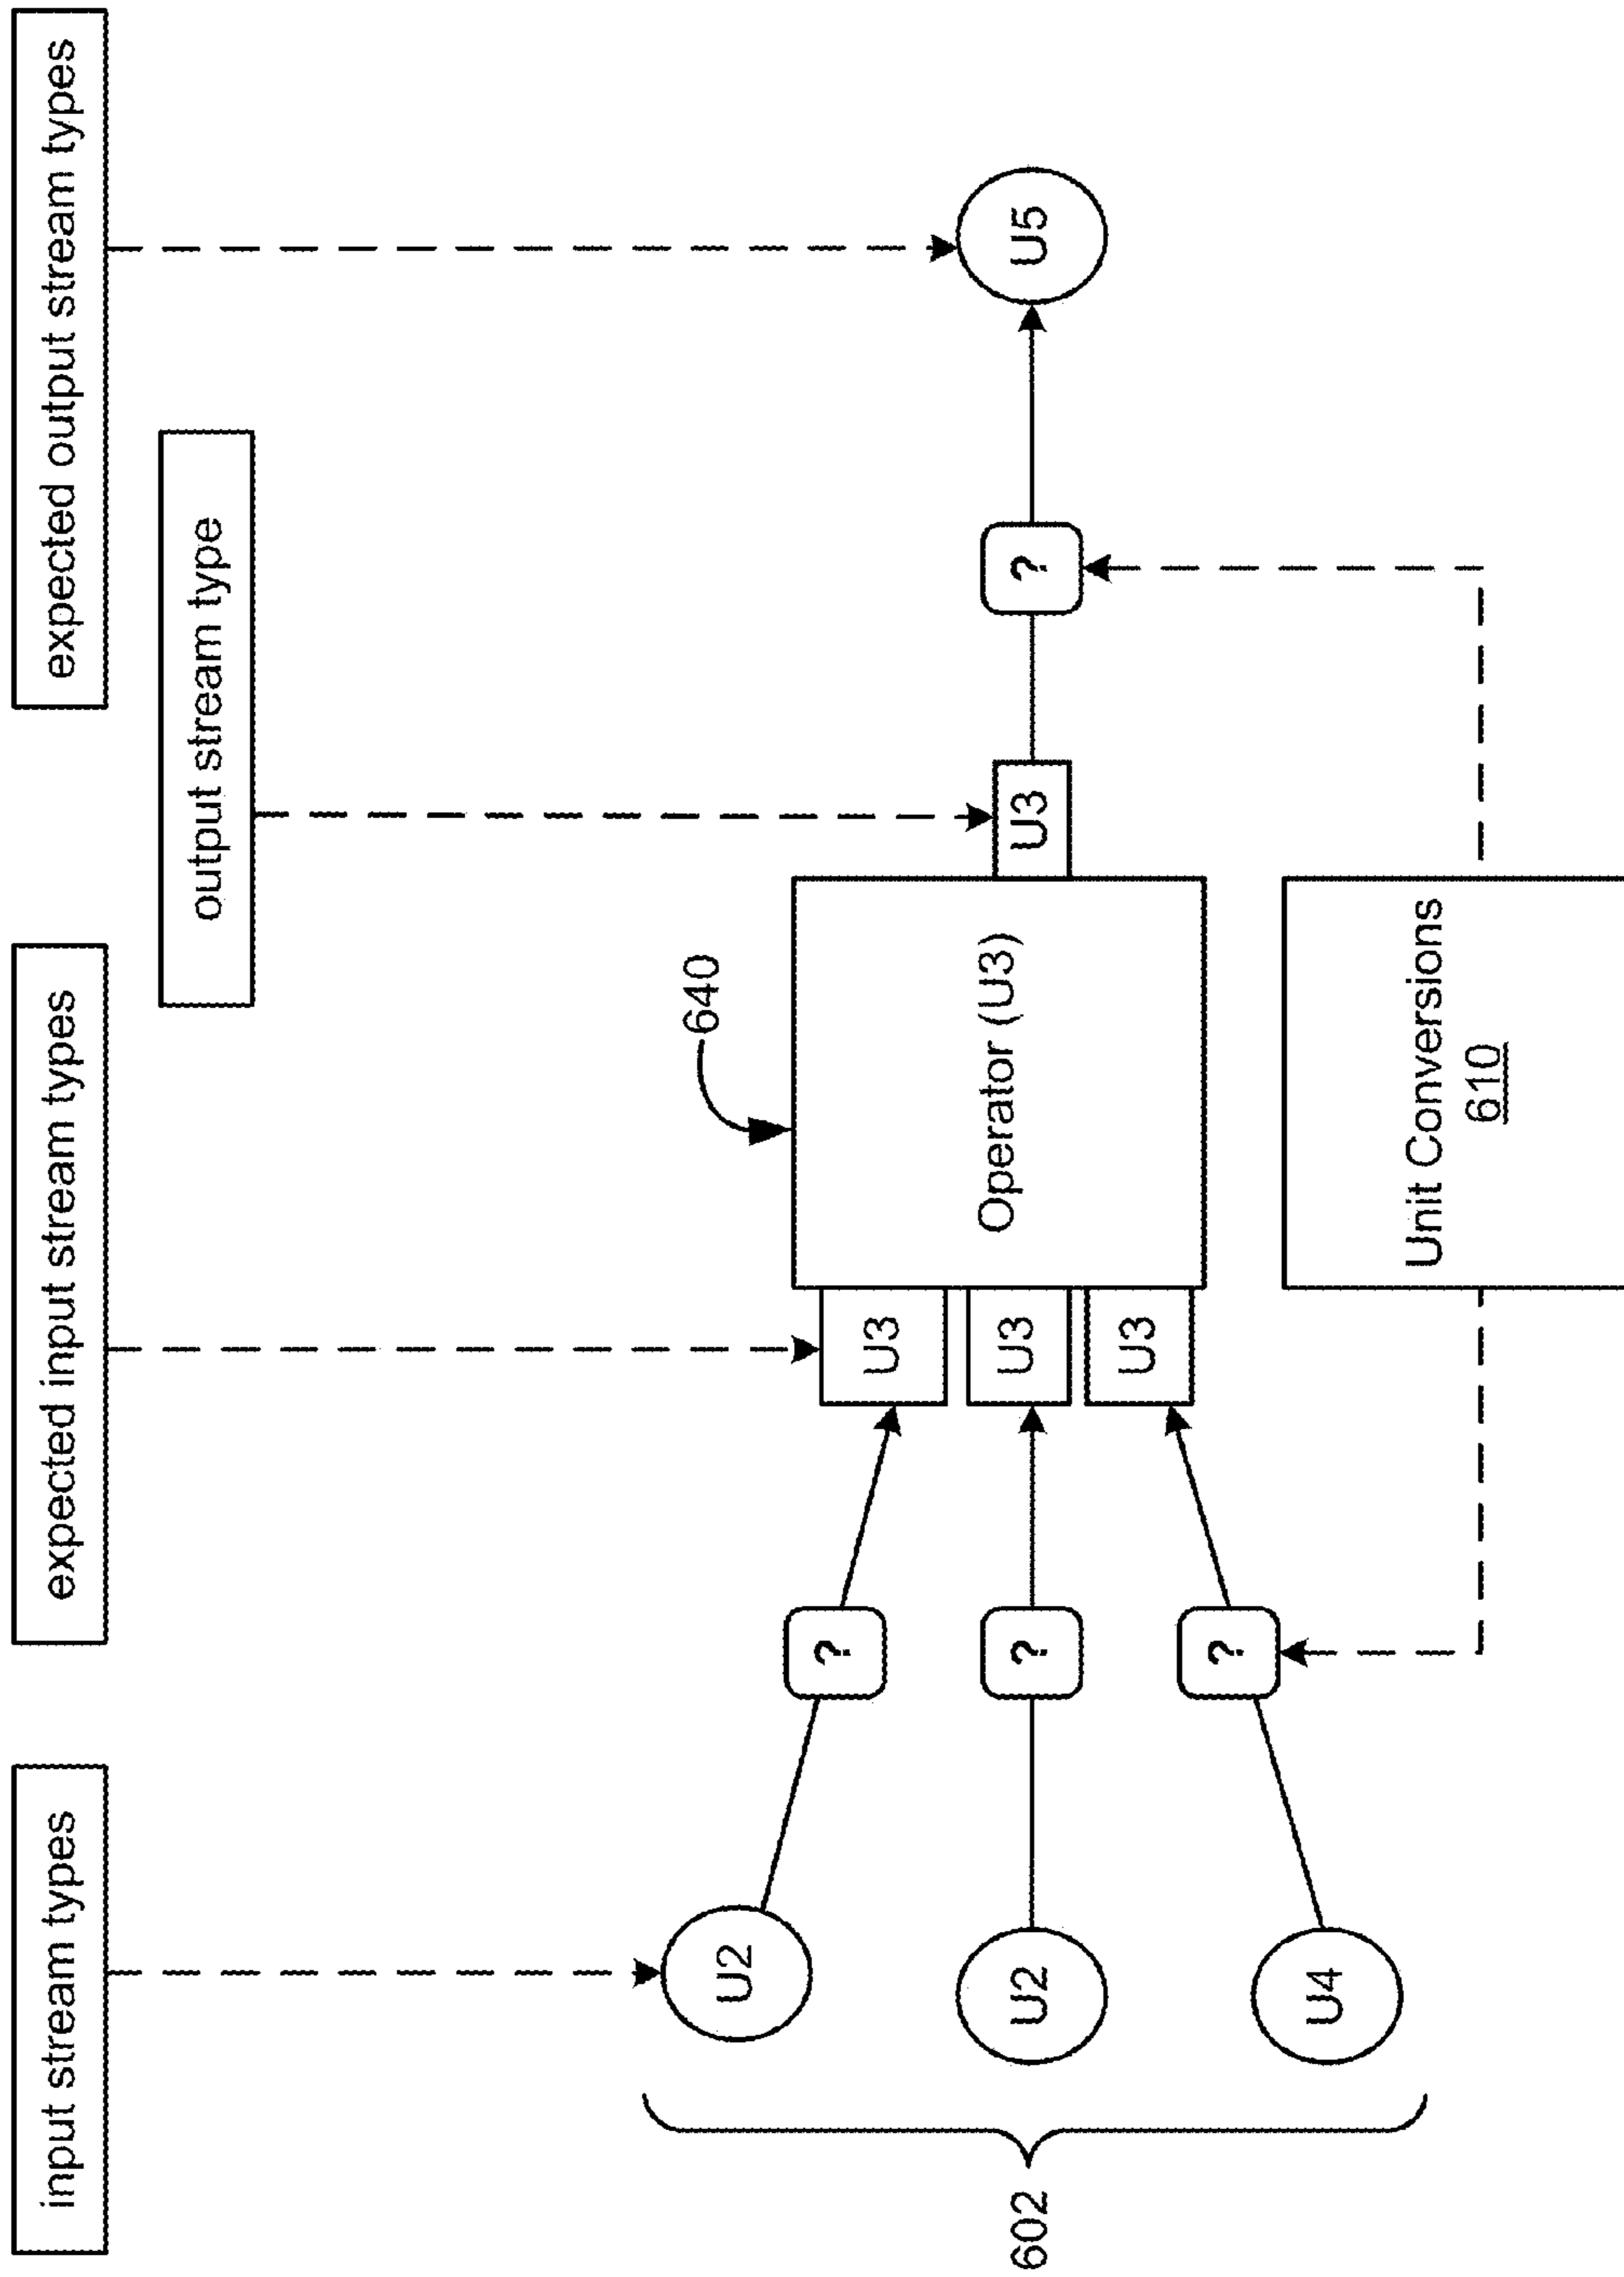 input stream types
expected input stream types
output stream type
expected output stream types
640
602
U2
U2
U4
?
?
?
U3
U3
U3
Operator (U3)
U3
?
U5
Unit Conversions
610